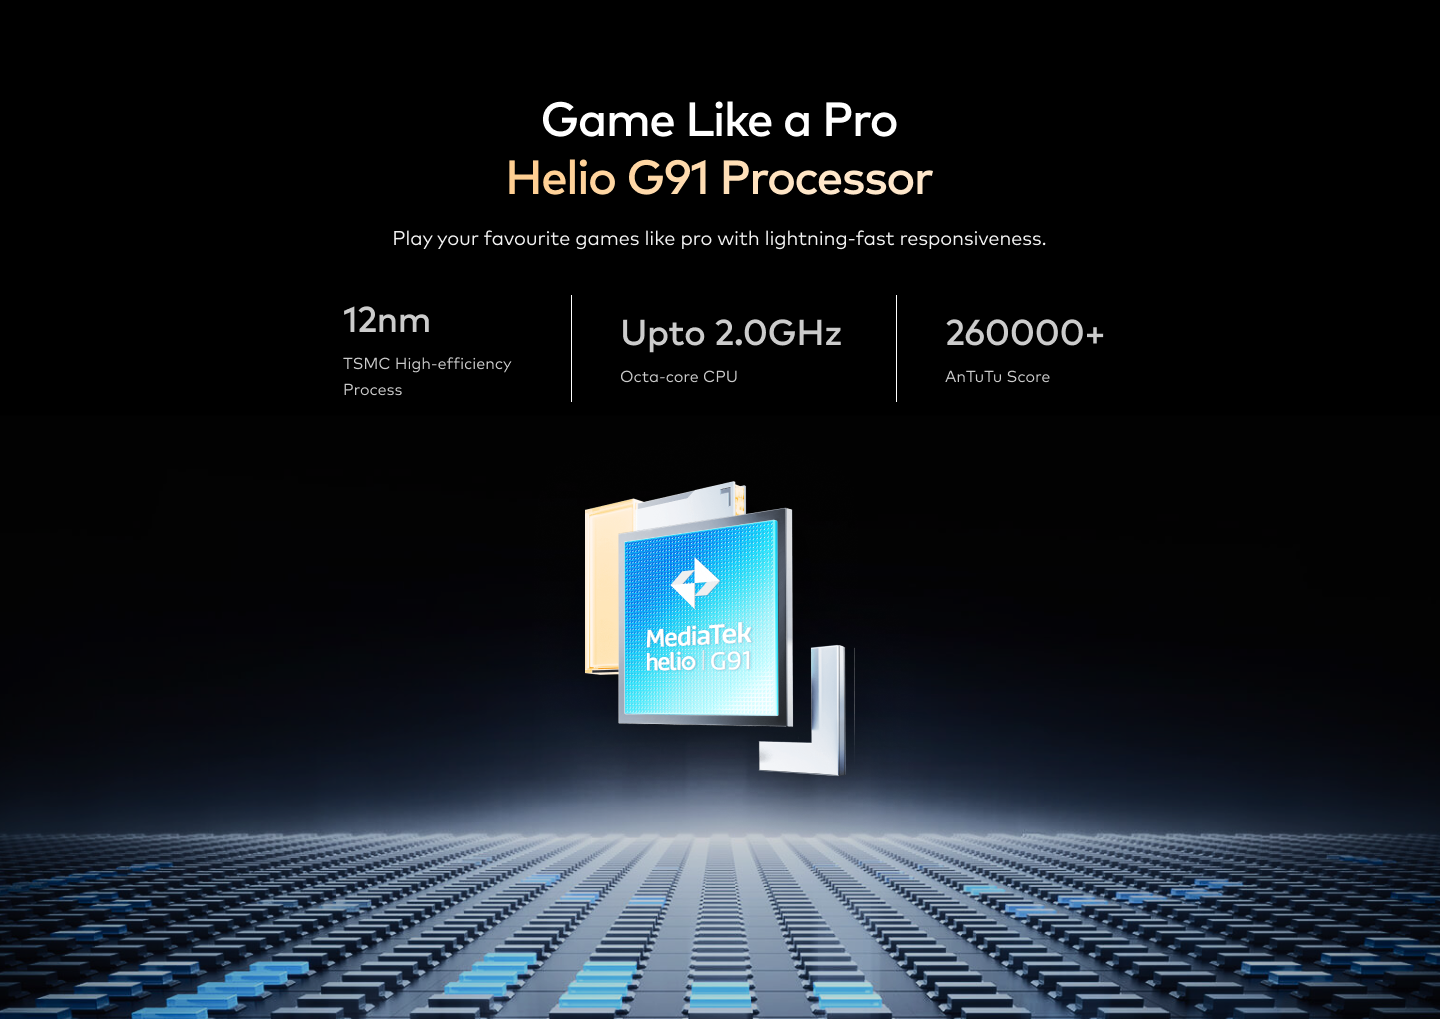 Game Like a Pro
Helio G91 Processor
Play your favourite games like pro with lightning-fast responsiveness.
12nm
TSMC High-efficiency
Process
Upto 2.0GHz
Octa-core CPU
260000+
AnTuTu Score
MediaTek
helio | G91